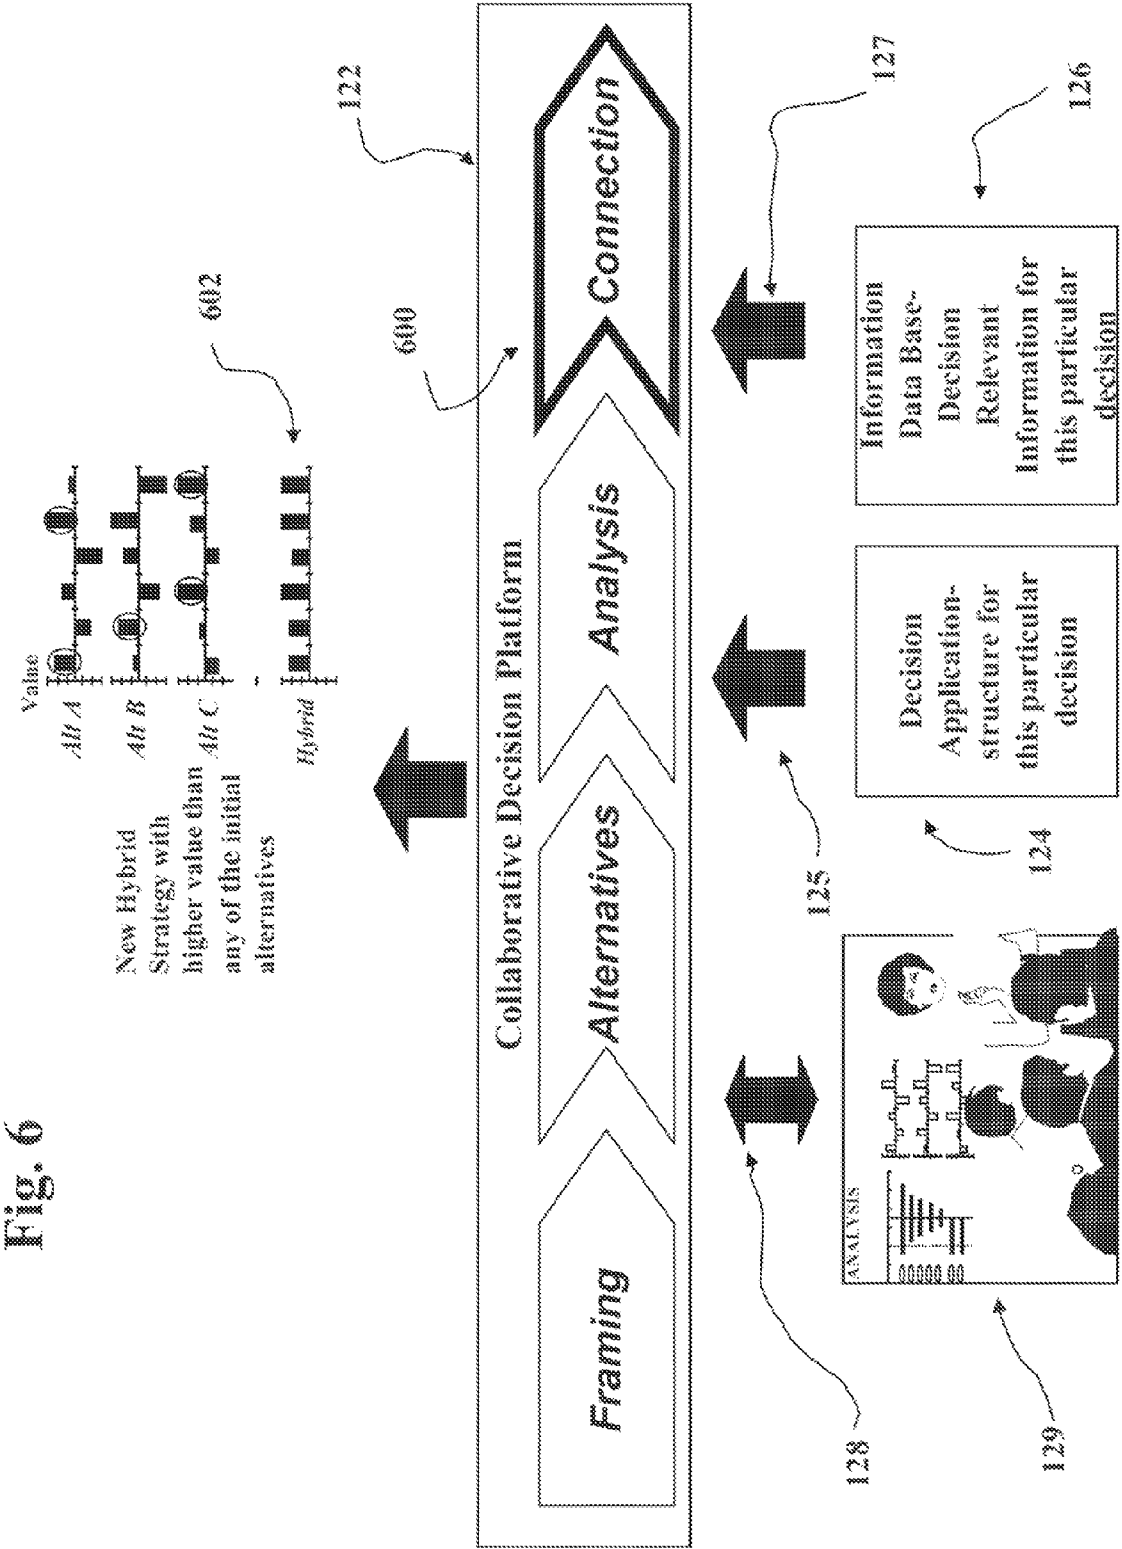 Fig. 6
Value
Alt A
Alt B
Alt C
Hybrid
New Hybrid
Strategy with
higher value than
any of the initial
alternatives
602
122
600
Collaborative Decision Platform
Framing
Alternatives
Analysis
Connection
128
125
127
ANALYSIS
129
Decision
Application-
structure for
this particular
decision
124
Information
Data Base-
Decision
Relevant
Information for
this particular
decision
126